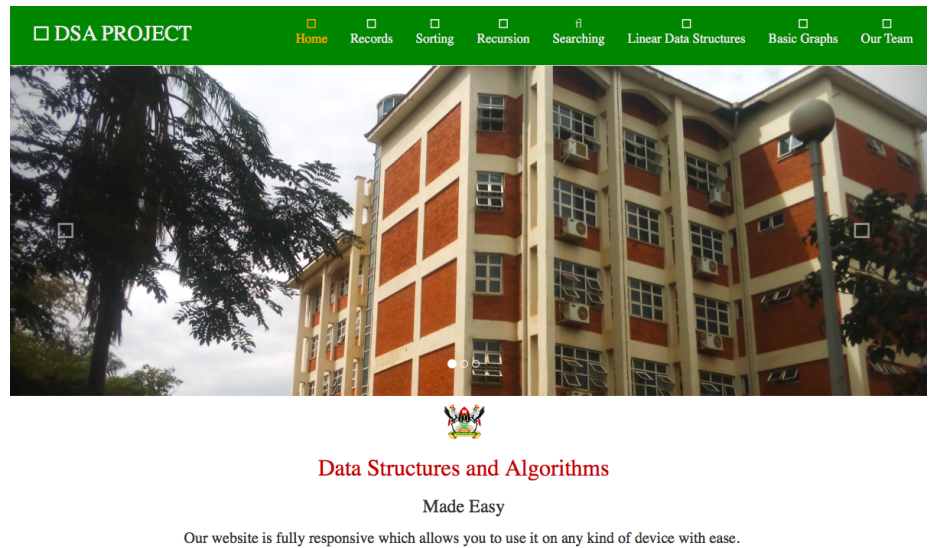 DSA PROJECT
Home Records Sorting Recursion Searching Linear Data Structures Basic Graphs Our Team
Data Structures and Algorithms
Made Easy
Our website is fully responsive which allows you to use it on any kind of device with ease.